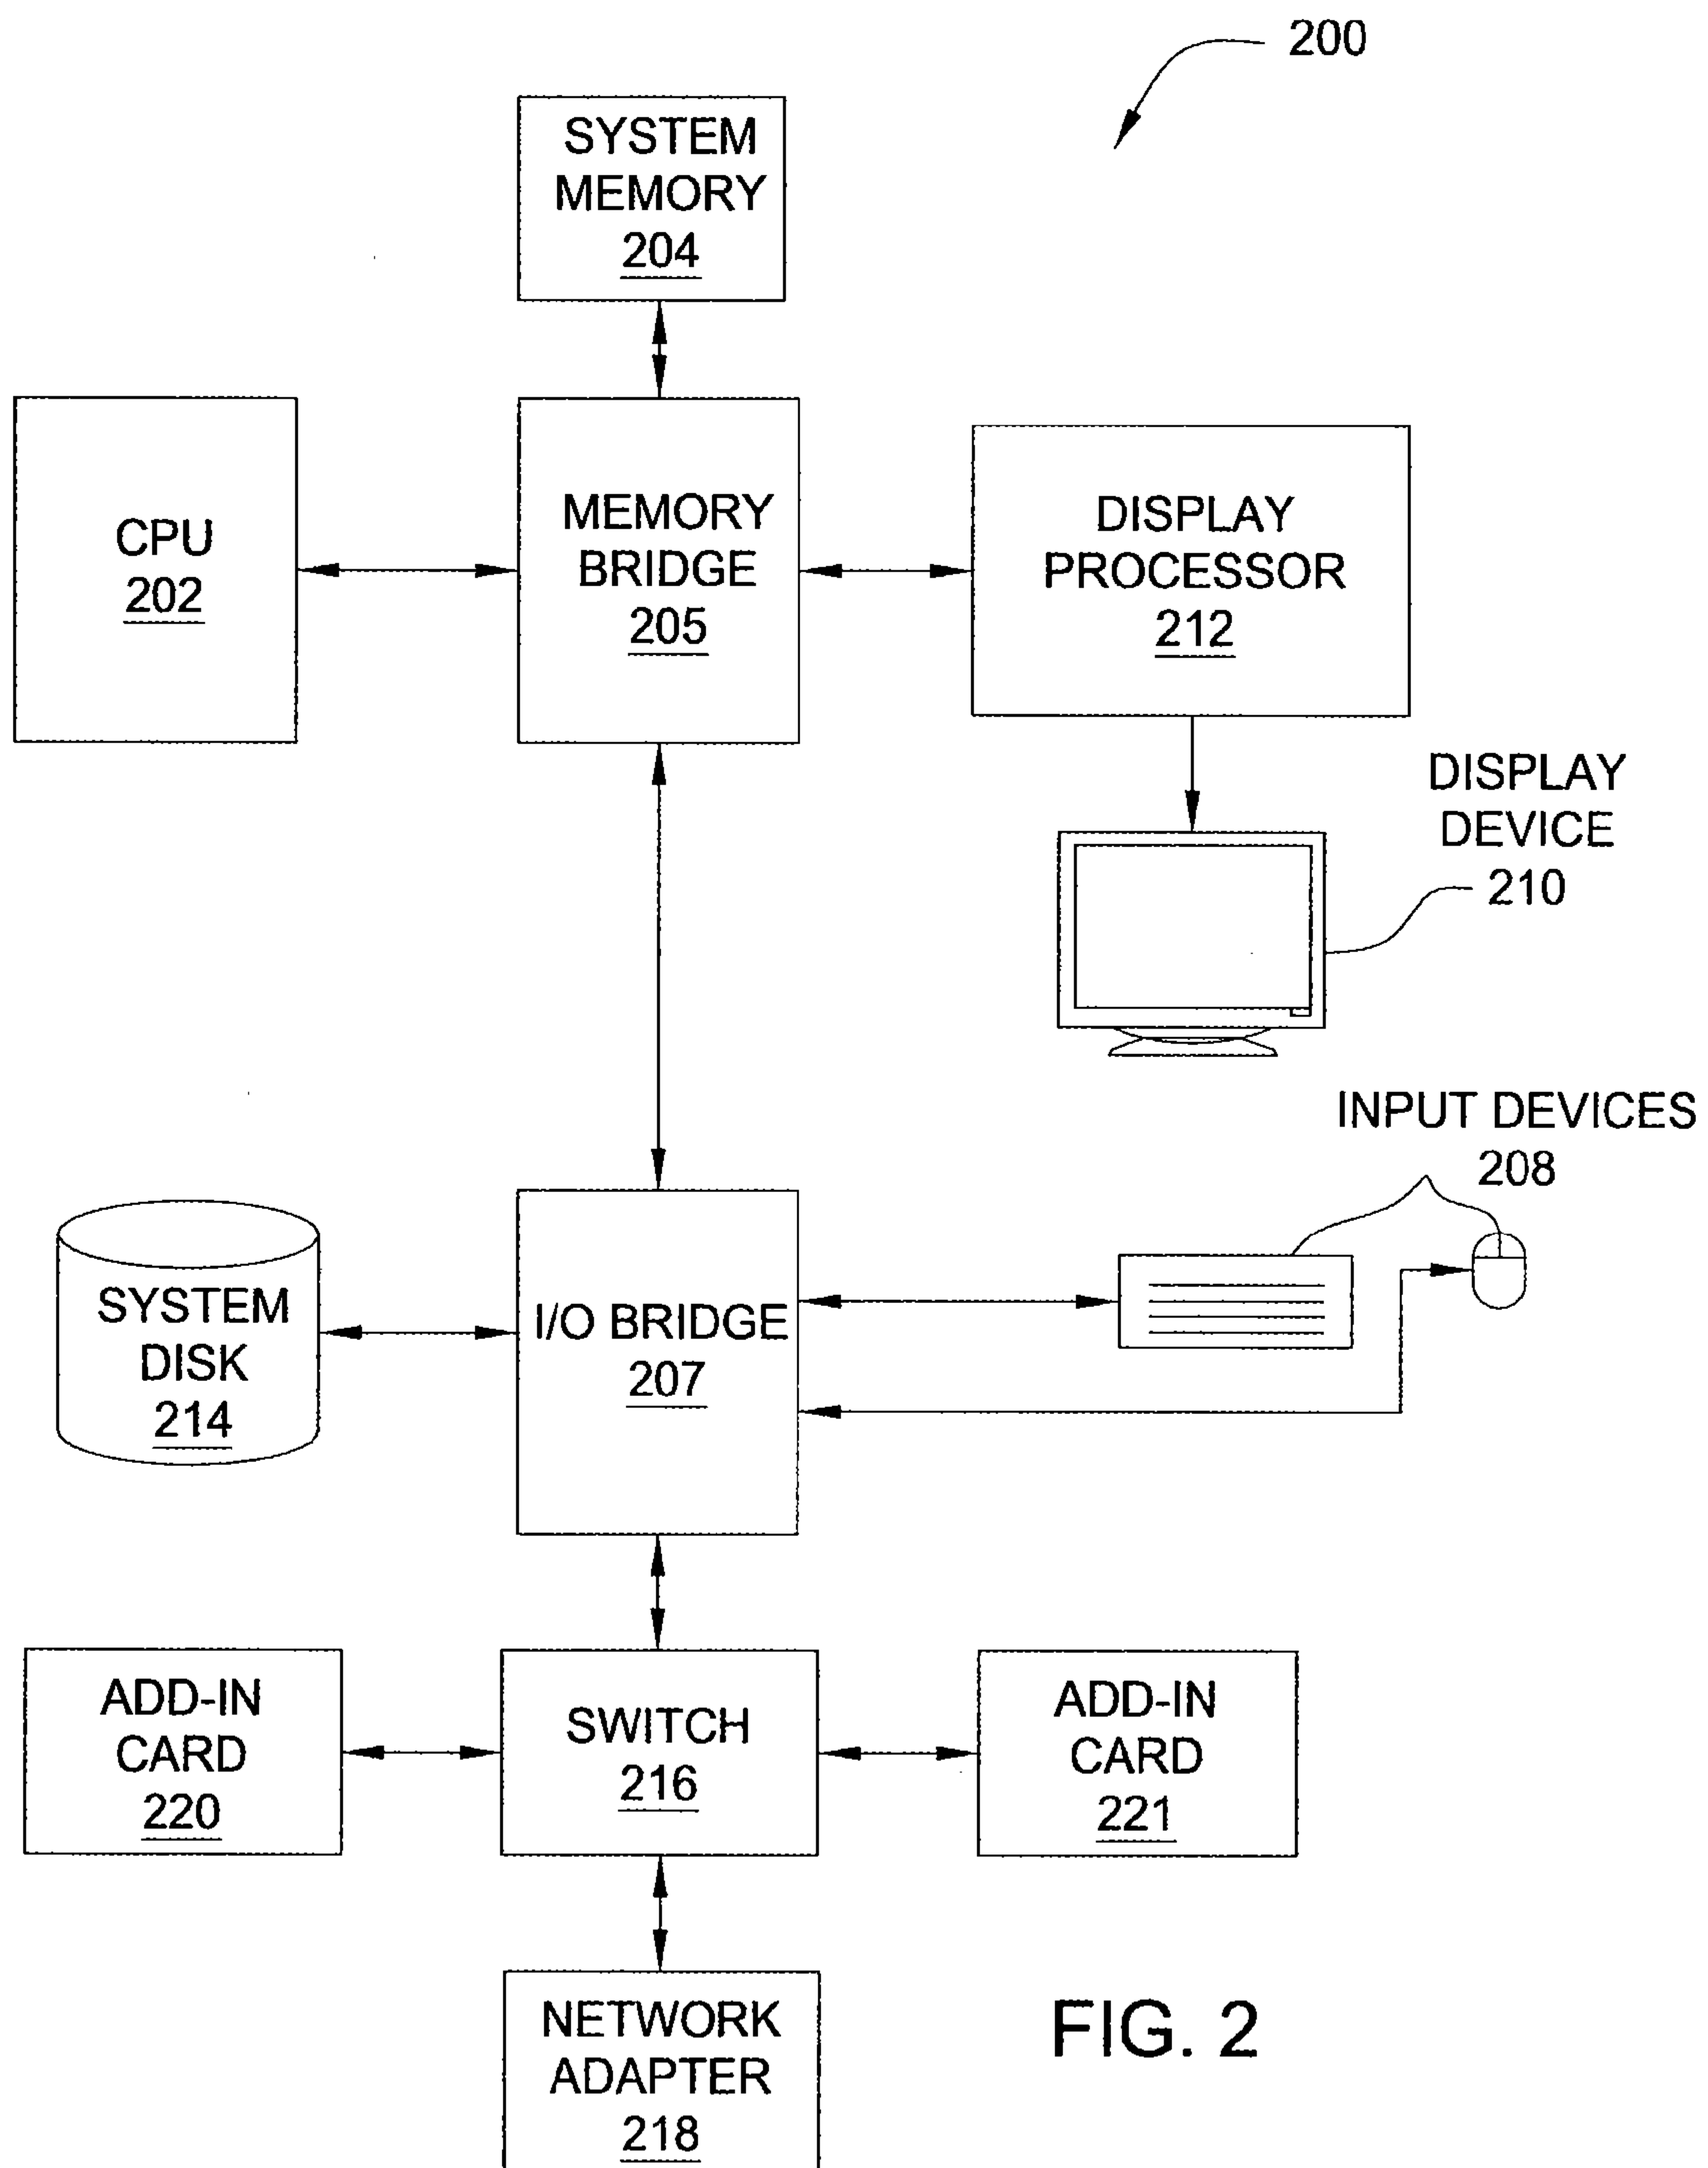 200
SYSTEM
MEMORY
204
CPU
202
MEMORY
BRIDGE
205
DISPLAY
PROCESSOR
212
DISPLAY
DEVICE
210
INPUT DEVICES
208
SYSTEM
DISK
214
I/O BRIDGE
207
ADD-IN
CARD
220
SWITCH
216
ADD-IN
CARD
221
NETWORK
ADAPTER
218
FIG. 2